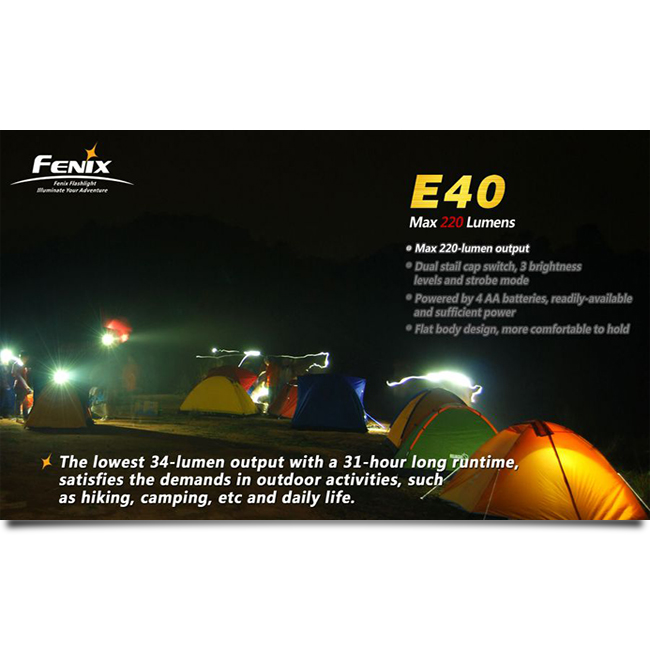 FENIX
Fenix Flashlight
Illuminate Your Adventure
E40
Max 220 Lumens
Max 220-lumen output
Dual stail cap switch, 3 brightness
levels and strobe mode
Powered by 4 AA batteries, readily-available
and sufficient power
Flat body design, more comfortable to hold
The lowest 34-lumen output with a 31-hour long runtime,
satisfies the demands in outdoor activities, such
as hiking, camping, etc and daily life.